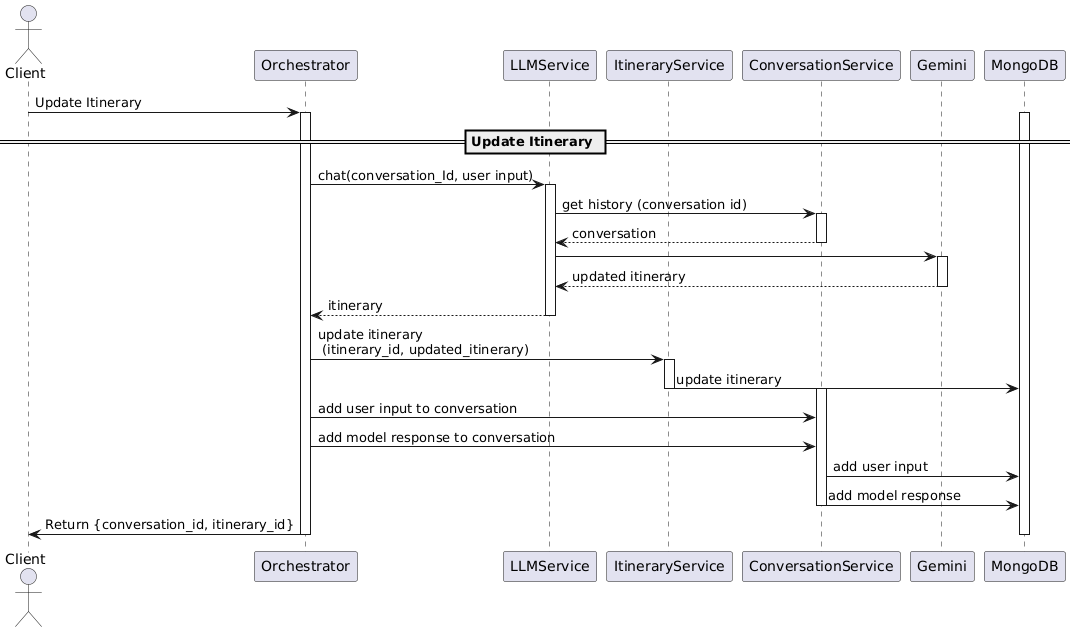 Client
Orchestrator
LLMService
ItineraryService
ConversationService
Gemini
MongoDB
Update Itinerary
Update Itinerary
chat(conversation_Id, user input)
get history (conversation id)
conversation
updated itinerary
itinerary
update itinerary
(itinerary_id, updated_itinerary)
update itinerary
add user input to conversation
add model response to conversation
add user input
add model response
Return {conversation_id, itinerary_id}
Client
Orchestrator
LLMService
ItineraryService
ConversationService
Gemini
MongoDB